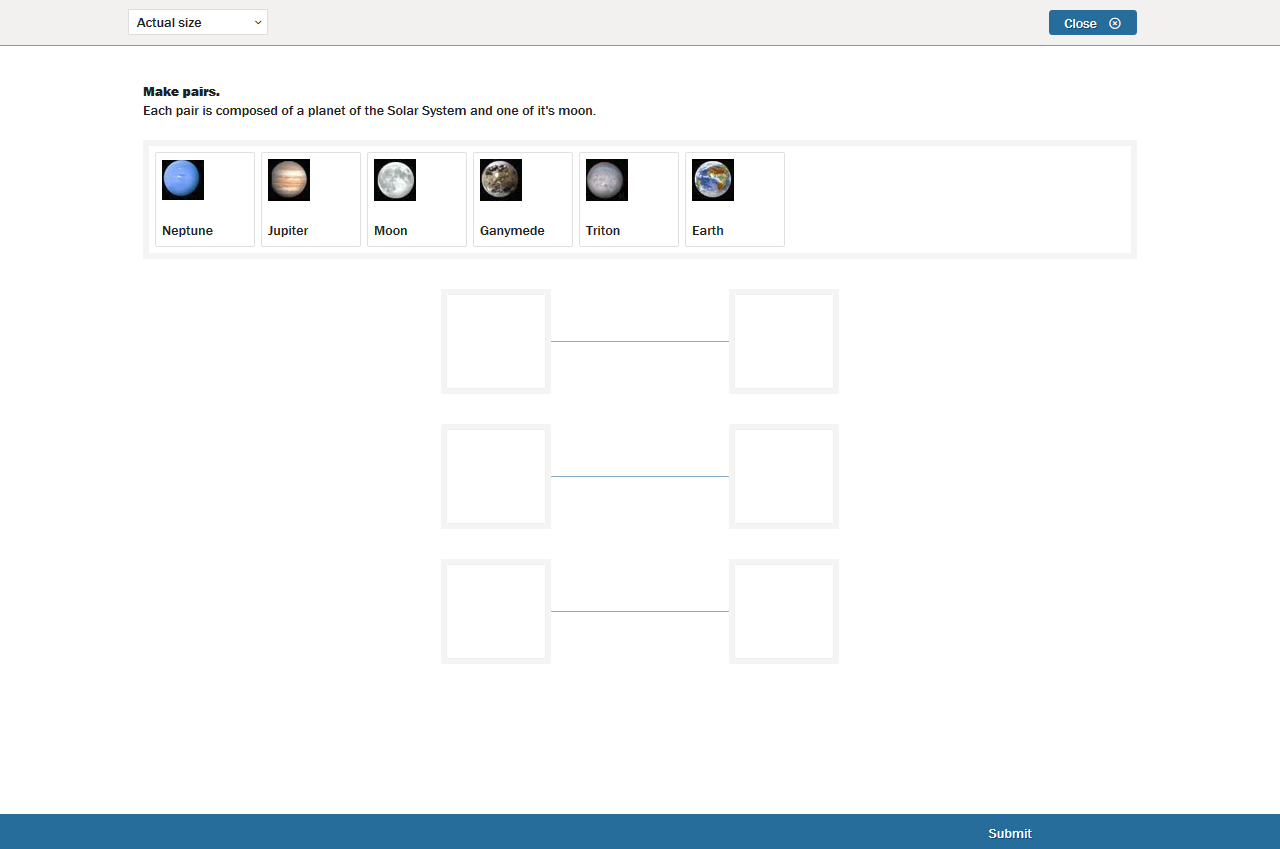 Actual size
Close
Make pairs.
Each pair is composed of a planet of the Solar System and one of it's moon.
Neptune
Jupiter
Moon
Ganymede
Triton
Earth
Submit